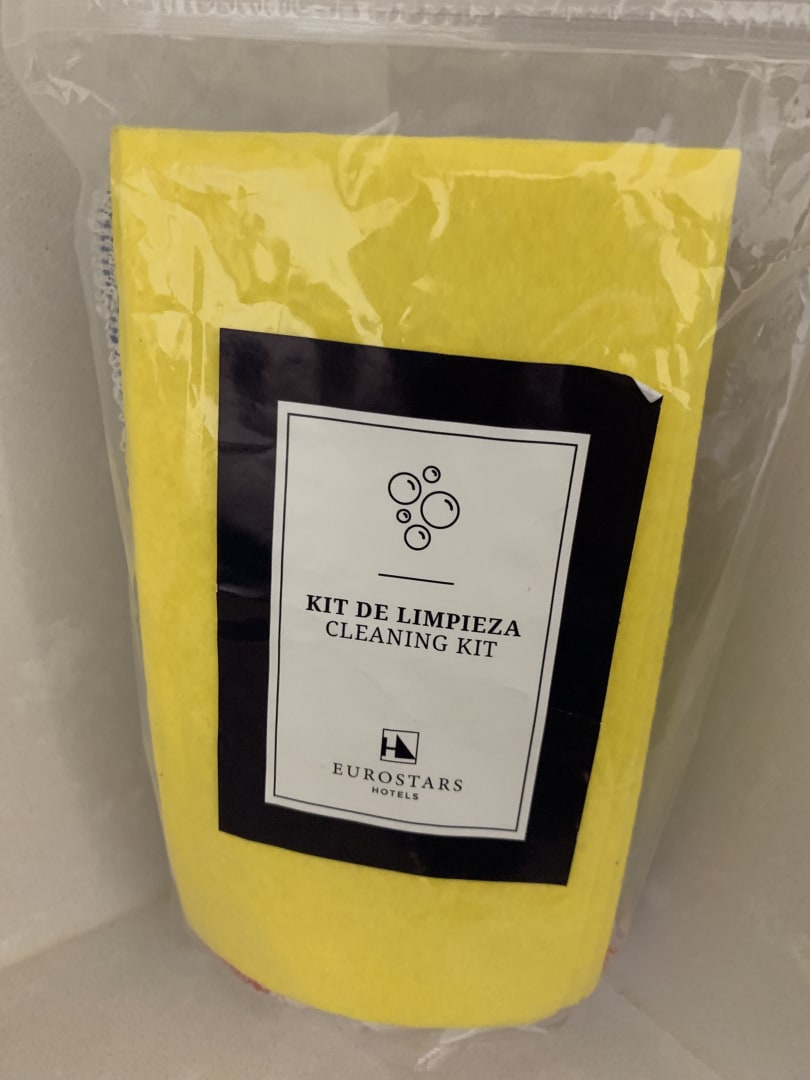 KIT DE LIMPIEZA
CLEANING KIT
EUROSTARS
HOTELS